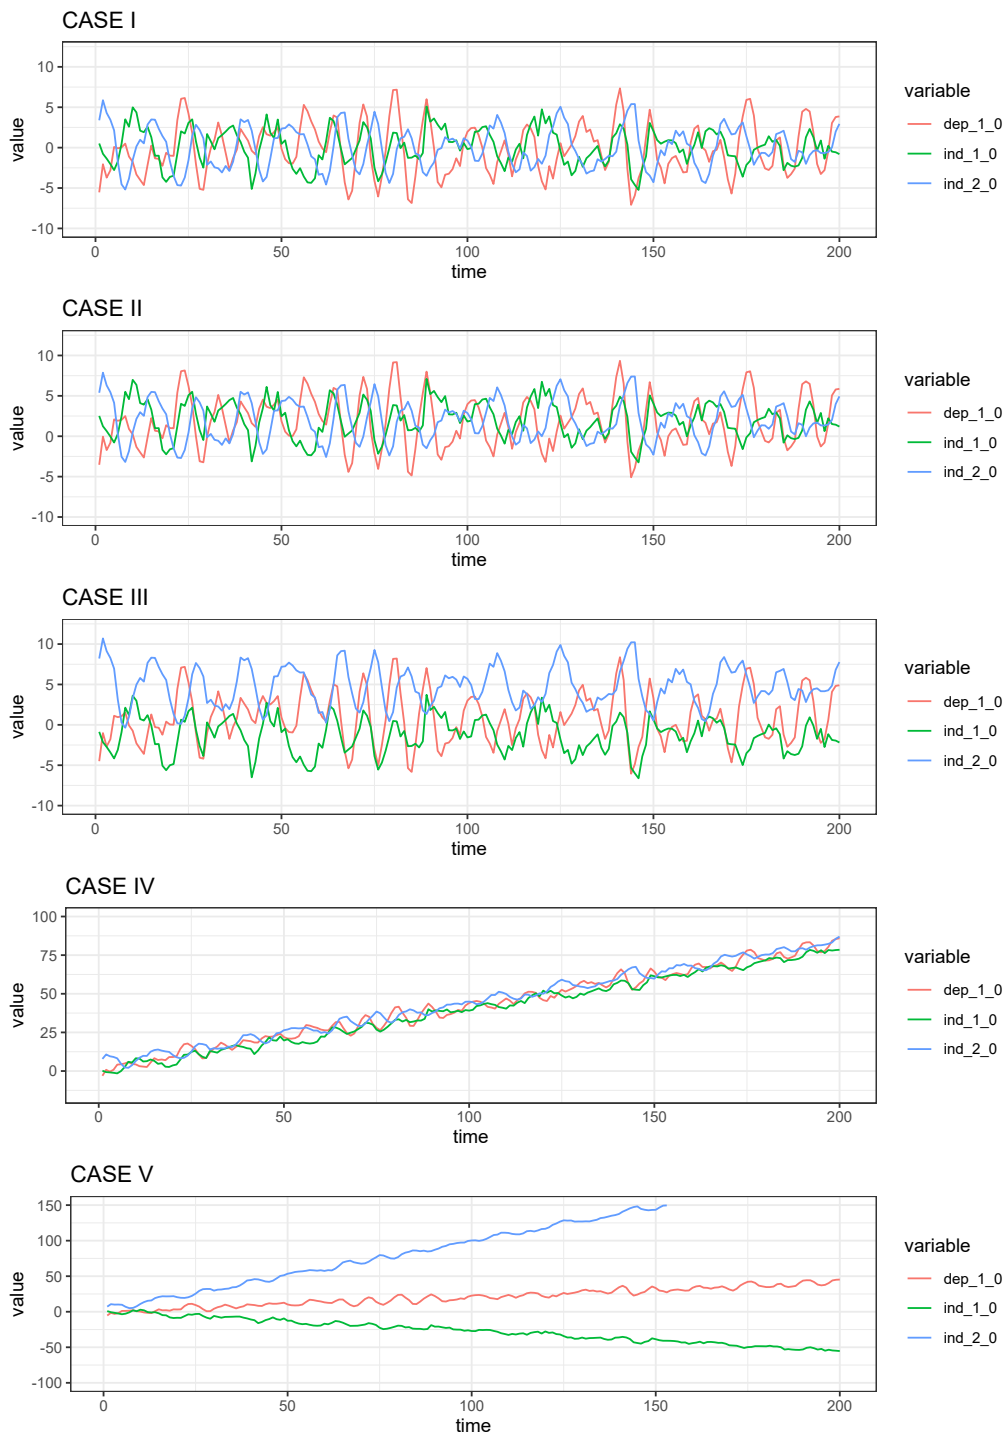 CASE I
10
5
0
-5
-10
value
0 50 100 150 200
time
variable
dep_1_0
ind_1_0
ind_2_0
CASE II
10
5
0
-5
-10
value
0 50 100 150 200
time
variable
dep_1_0
ind_1_0
ind_2_0
CASE III
10
5
0
-5
-10
value
0 50 100 150 200
time
variable
dep_1_0
ind_1_0
ind_2_0
CASE IV
100
75
50
25
0
value
0 50 100 150 200
time
variable
dep_1_0
ind_1_0
ind_2_0
CASE V
150
100
50
0
-50
-100
value
0 50 100 150 200
time
variable
dep_1_0
ind_1_0
ind_2_0